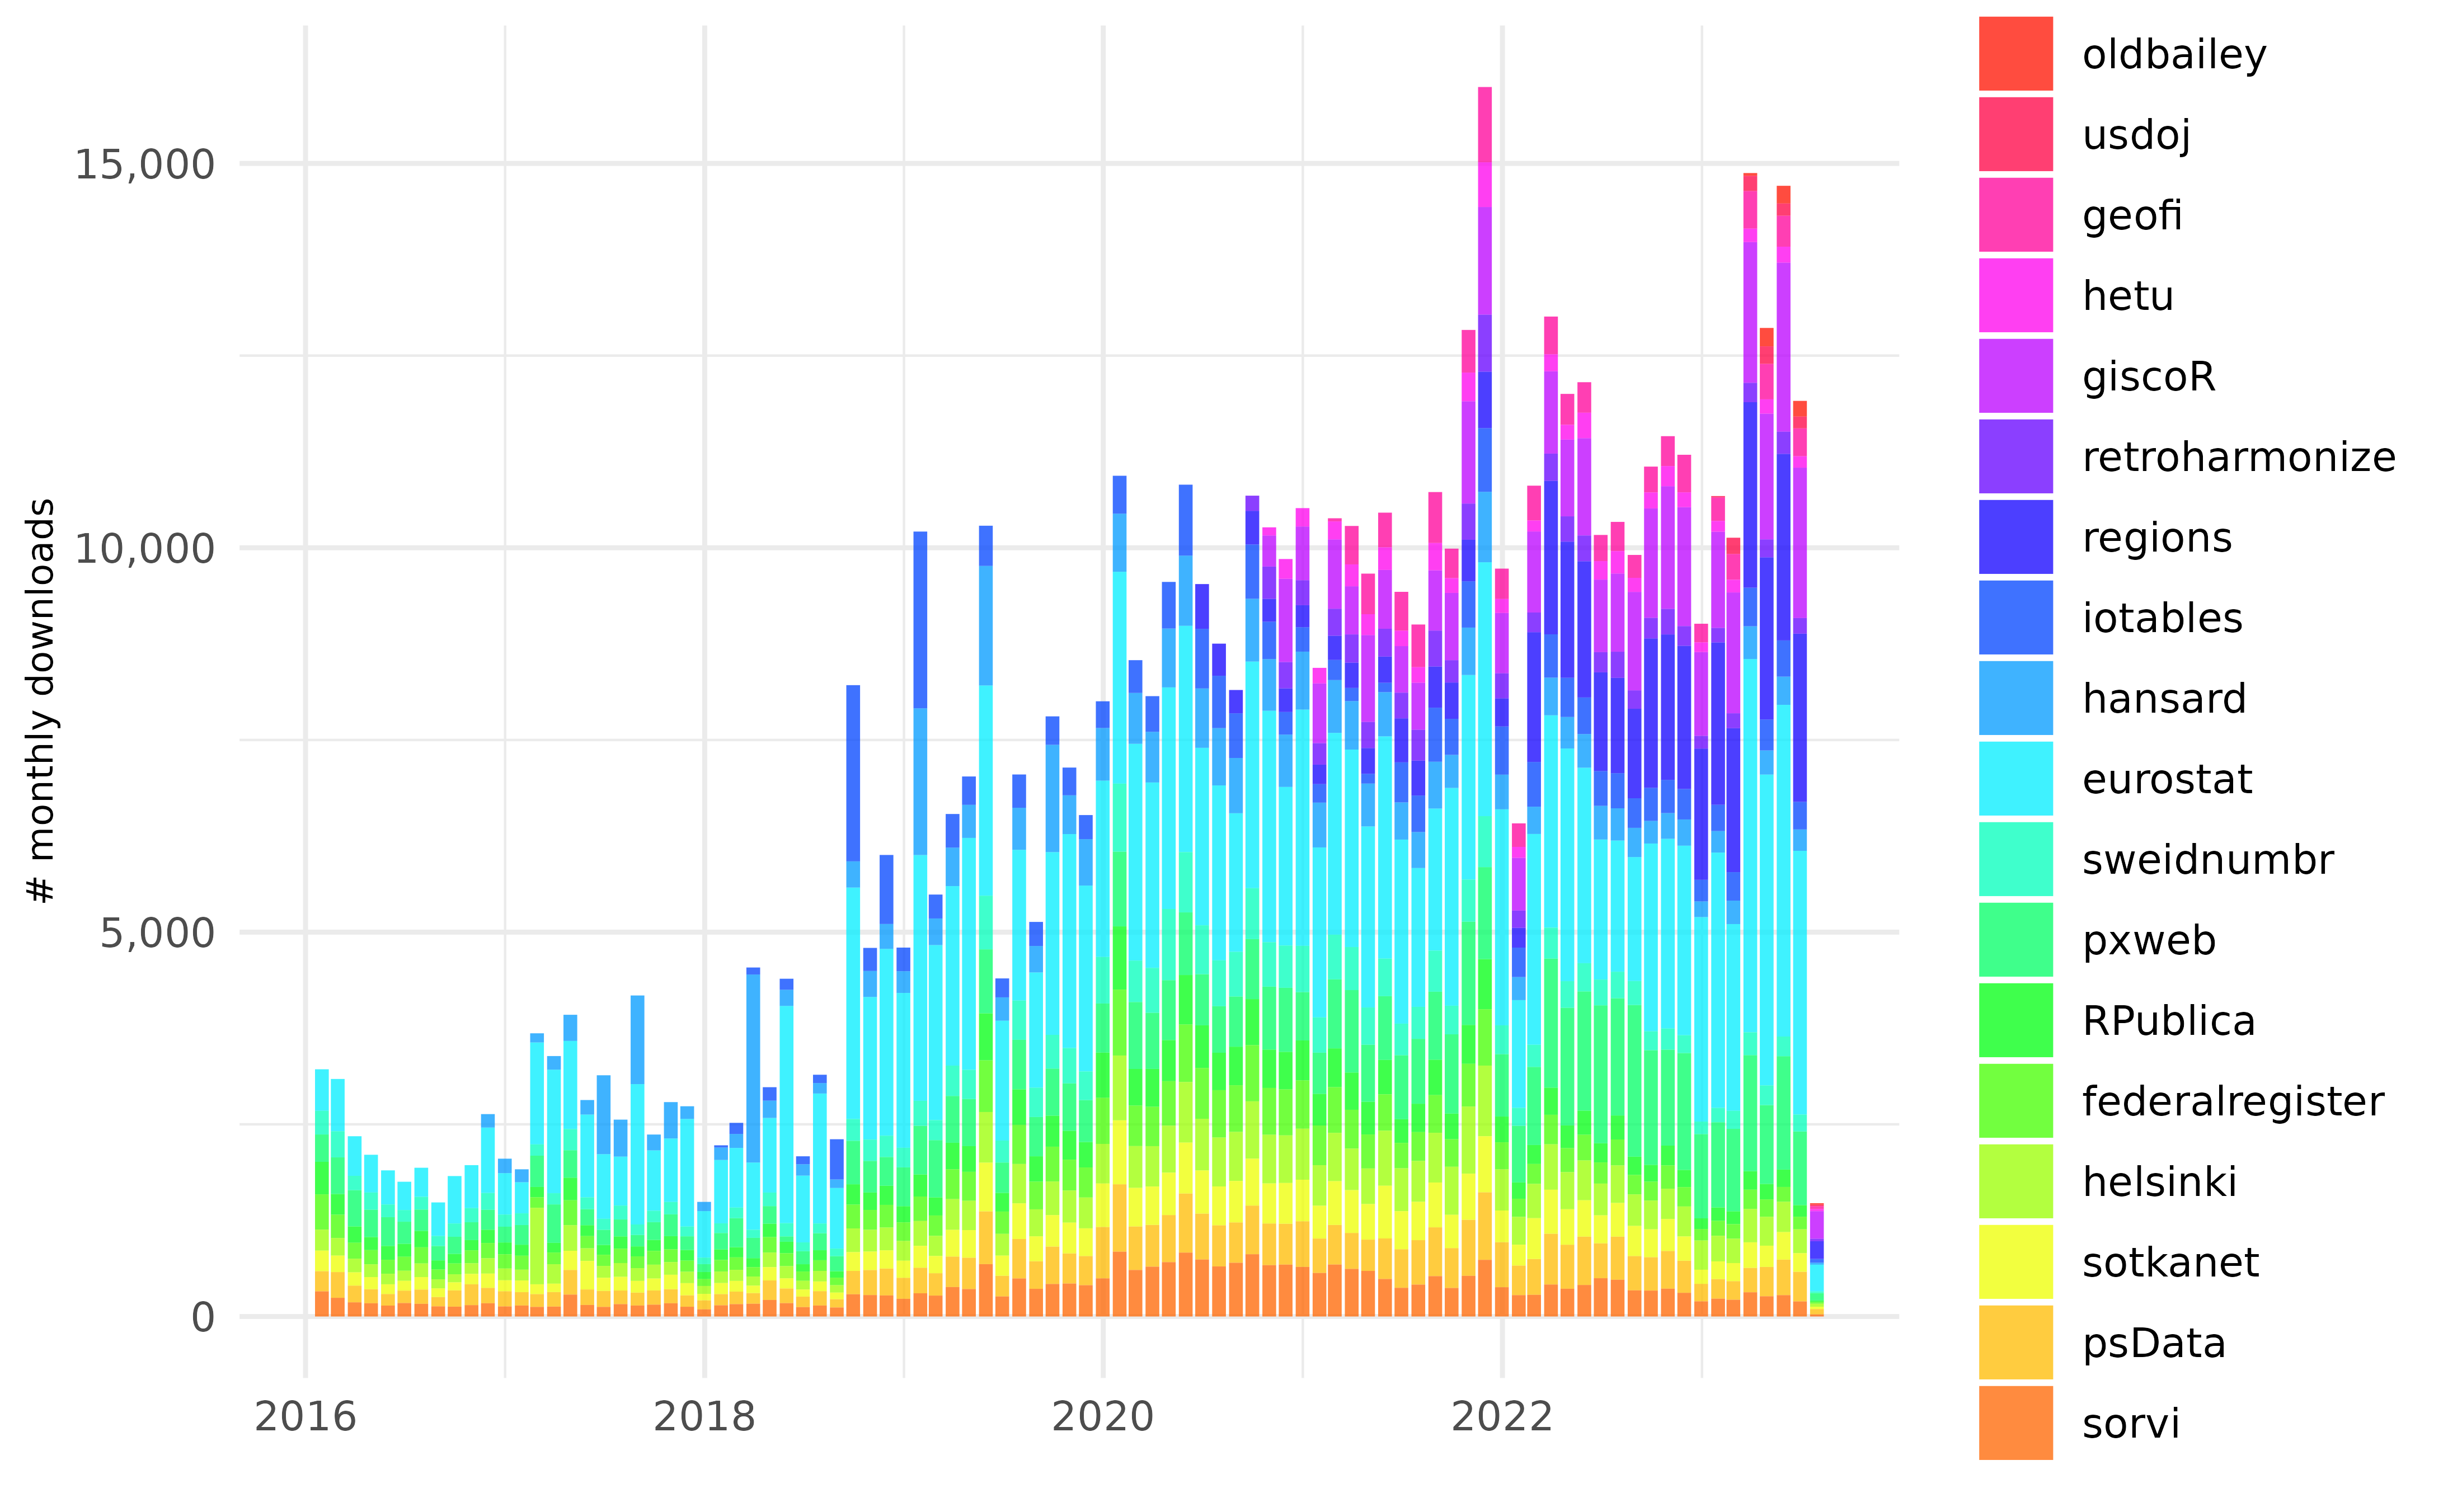 # monthly downloads
15,000
10,000
5,000
0
2016
2018
2020
2022
oldbailey
usdoj
geofi
hetu
giscoR
retroharmonize
regions
iotables
hansard
eurostat
sweidnumbr
pxweb
RPublica
federalregister
helsinki
sotkanet
psData
sorvi